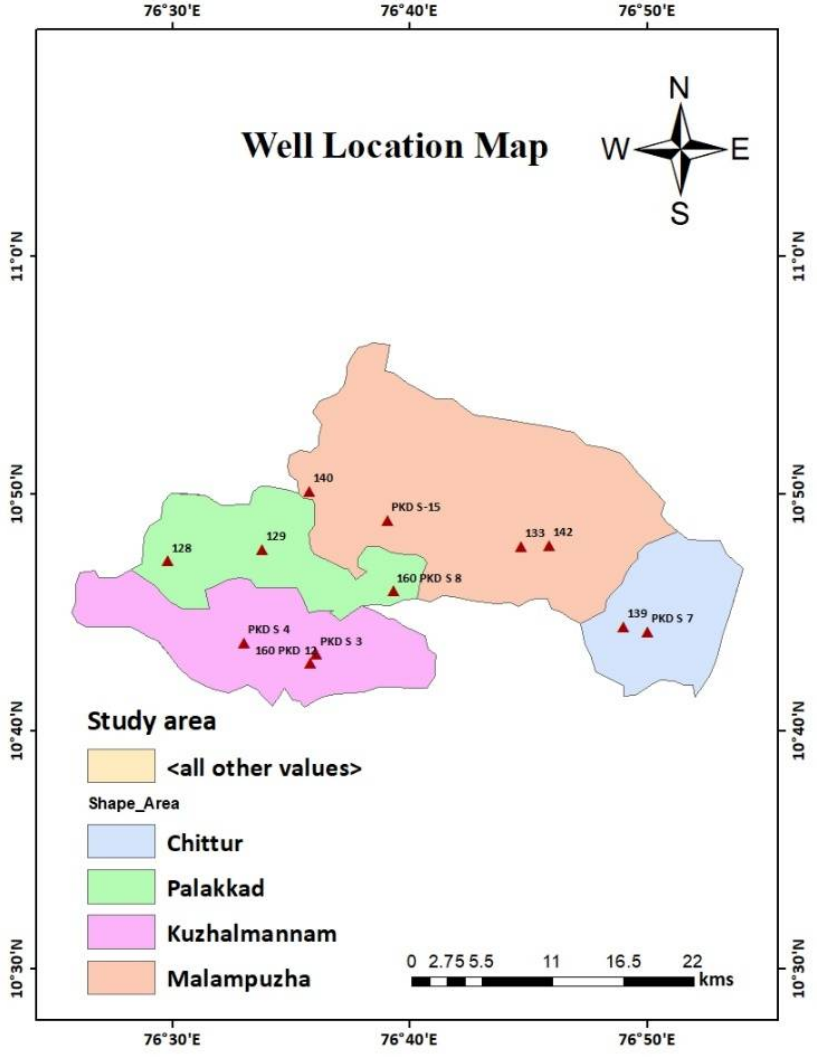 76°30'E 76°40'E 76°50'E
N
Well Location Map
W E
S
11°0'N 11°0'N
140
10°50'N 10°50'N
PKD S-15
129 133 142
128
160 PKD S 8
139 PKD S 7
PKD S 4 PKD S 3
160 PKD 12
Study area
10°40'N 10°40'N
<all other values>
Shape_Area
Chittur
Palakkad
Kuzhalmannam
0 2.75 5.5 11 16.5 22
Malampuzha kms
10°30'N 10°30'N
76°30'E 76°40'E 76°50'E